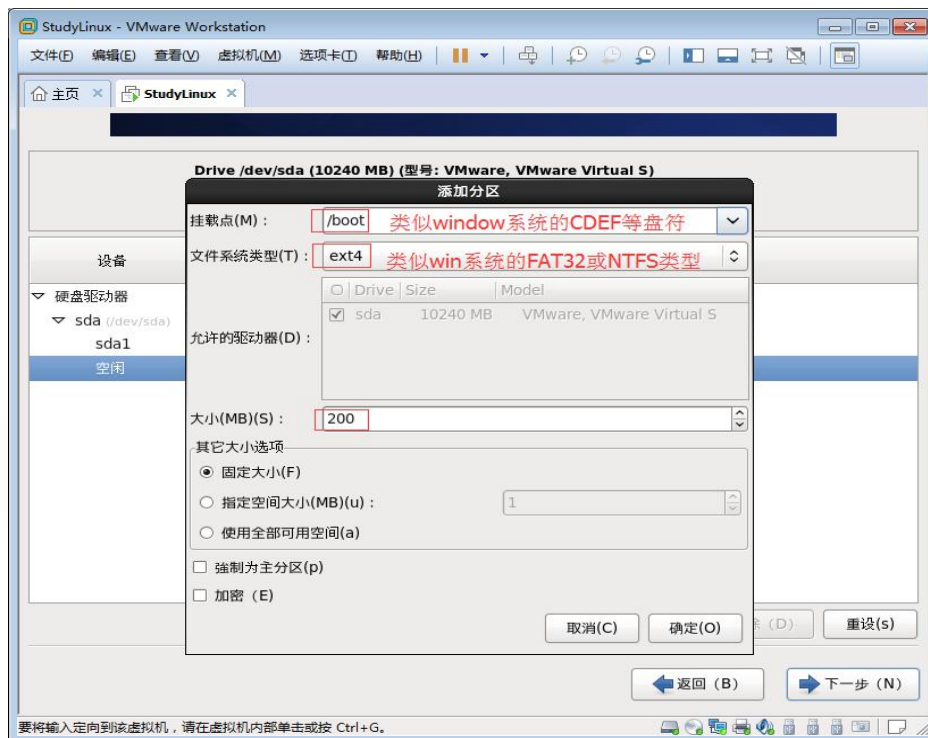 StudyLinux - VMware Workstation
文件(F) 编辑(E) 查看(V) 虚拟机(M) 选项卡(T) 帮助(H)
主页 × StudyLinux ×
Drive /dev/sda (10240 MB) (型号: VMware, VMware Virtual S)
添加分区
挂载点(M)： /boot 类似window系统的CDEF等盘符
文件系统类型(T)： ext4 类似win系统的FAT32或NTFS类型
设备
Drive Size Model
硬盘驱动器
sda 10240 MB VMware, VMware Virtual S
sda (/dev/sda)
允许的驱动器(D)：
sda1
空闲
大小(MB)(S)： 200
其它大小选项
固定大小(F)
指定空间大小(MB)(u)： 1
使用全部可用空间(a)
強制为主分区(p)
加密（E)
取消(C) 确定(O) （D） 重设(s)
返回（B) 下一步（N)
要将输入定向到该虚拟机，请在虚拟机内部单击或按 Ctrl+G。